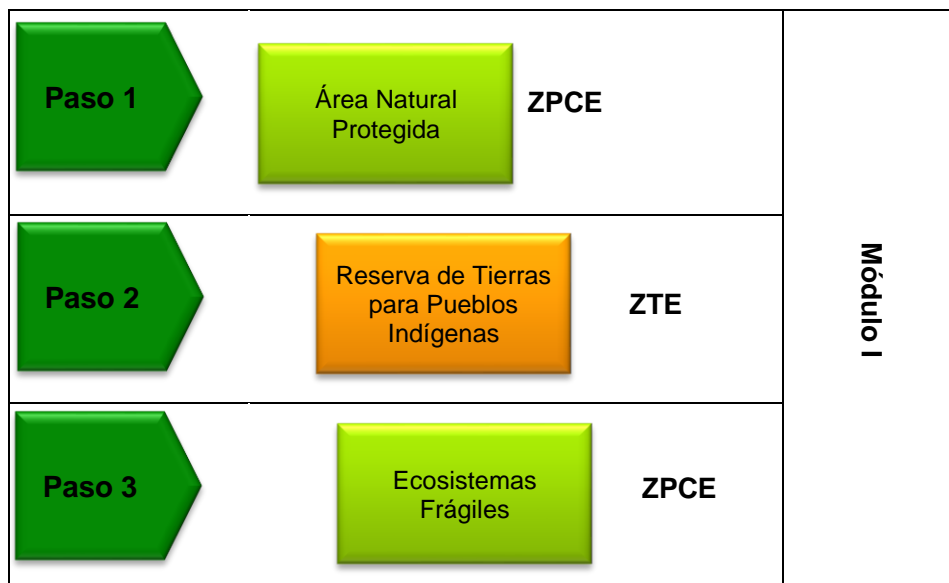 Paso 1
Área Natural
Protegida
ZPCE
Paso 2
Reserva de Tierras
para Pueblos
Indígenas
ZTE
Paso 3
Ecosistemas
Frágiles
ZPCE
Módulo I